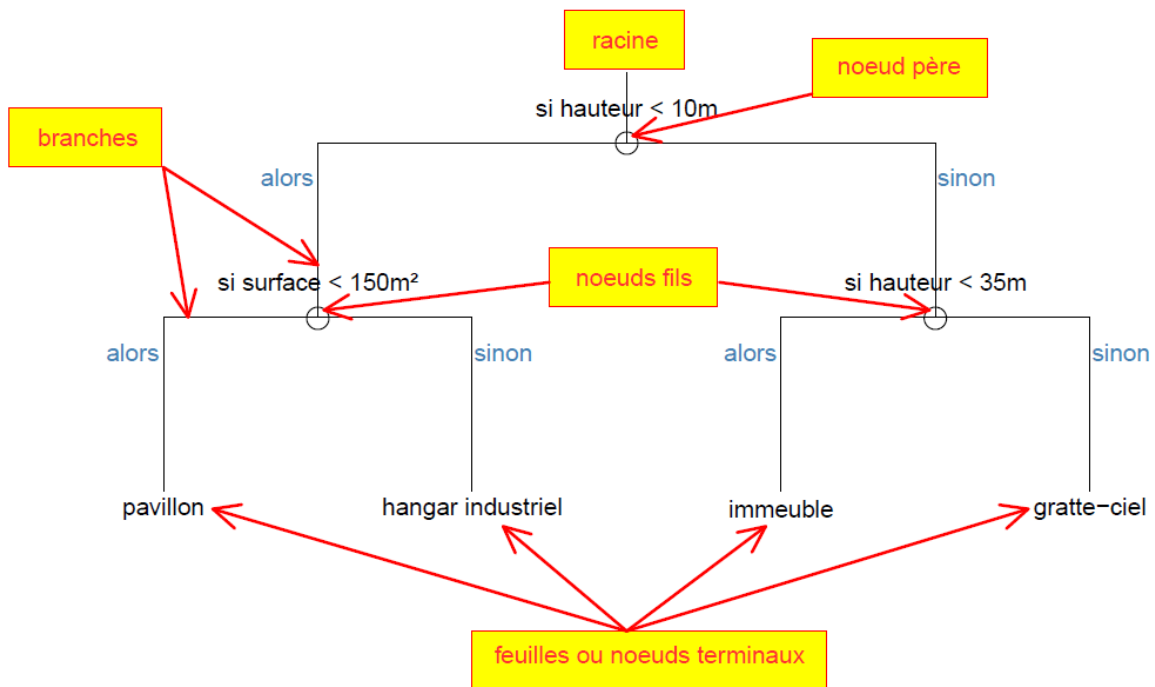 racine
noeud père
si hauteur < 10m
branches
alors
sinon
si surface < 150m²
noeuds fils
si hauteur < 35m
alors
sinon
alors
sinon
pavillon
hangar industriel
immeuble
gratte−ciel
feuilles ou noeuds terminaux